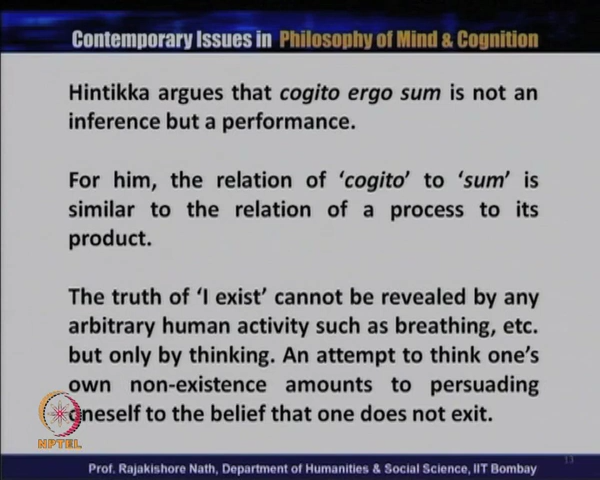 Contemporary Issues in Philosophy of Mind & Cognition
Hintikka argues that cogito ergo sum is not an
inference but a performance.
For him, the relation of ‘cogito’ to ‘sum’ is
similar to the relation of a process to its
product.
The truth of ‘I exist’ cannot be revealed by any
arbitrary human activity such as breathing, etc.
but only by thinking. An attempt to think one’s
own non-existence amounts to persuading
oneself to the belief that one does not exit.
NPTEL
13
Prof. Rajakishore Nath, Department of Humanities & Social Science, IIT Bombay